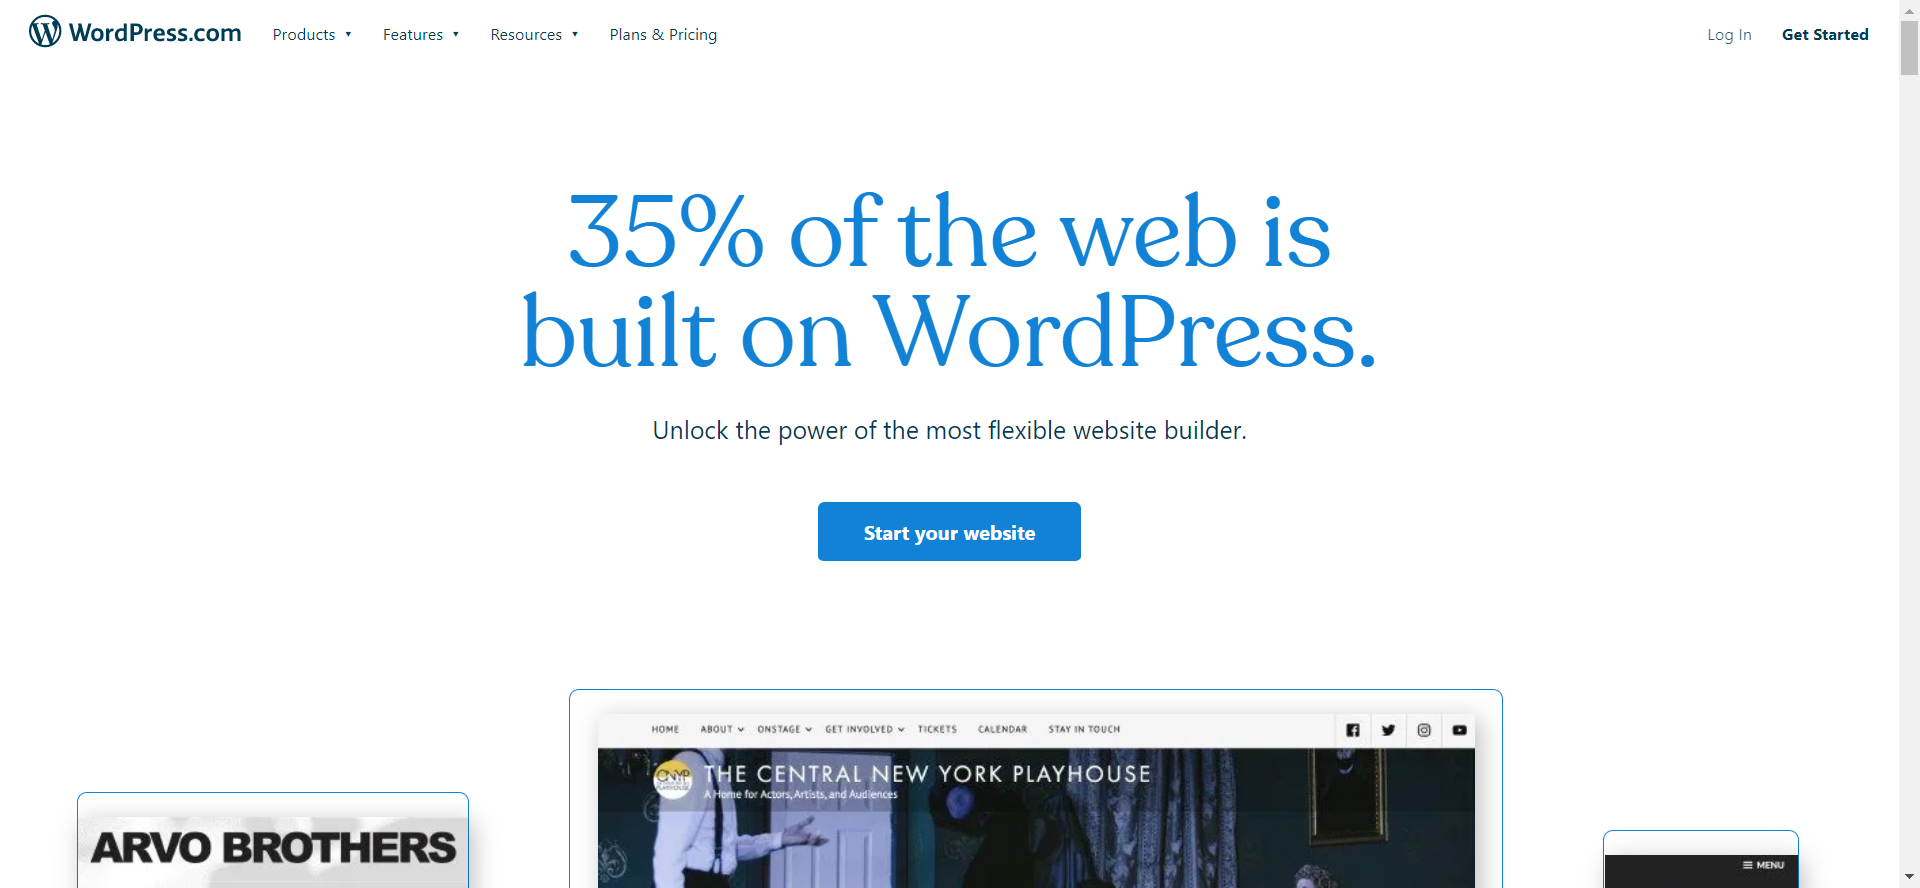 WordPress.com
Products Features Resources Plans & Pricing Log In Get Started
35% of the web is
built on WordPress.
Unlock the power of the most flexible website builder.
Start your website
HOME ABOUT ONSTAGE GET INVOLVED TICKETS CALENDAR STAY IN TOUCH
CNYP
PLAYHOUSE
THE CENTRAL NEW YORK PLAYHOUSE
A Home for Actors, Artists, and Audiences
ARVO BROTHERS
MENU